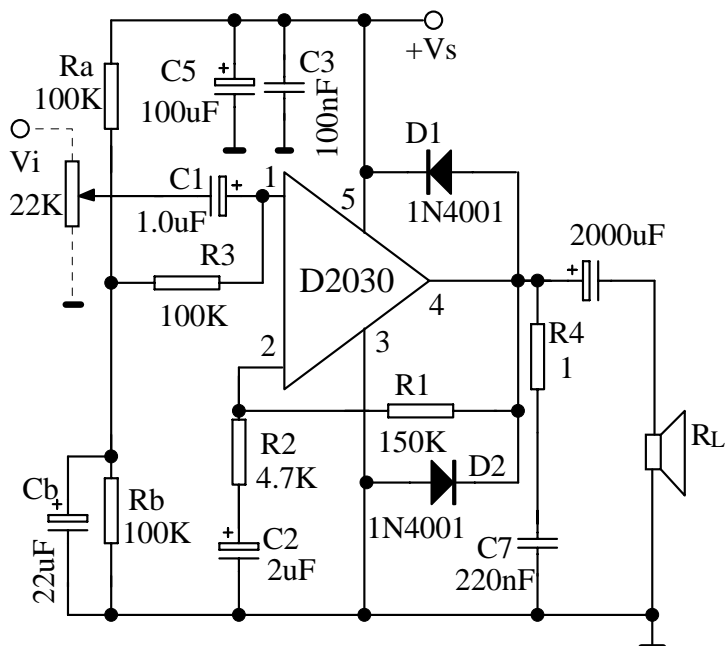 +Vs
Ra
100K
C5
+
100uF
C3
100nF
D1
1N4001
Vi
22K
C1
+
1.0uF
1
5
2000uF
+
R3
100K
D2030
4
2
3
R4
1
R1
150K
R2
4.7K
RL
D2
1N4001
Cb
+
22uF
Rb
100K
+
C2
2uF
C7
220nF